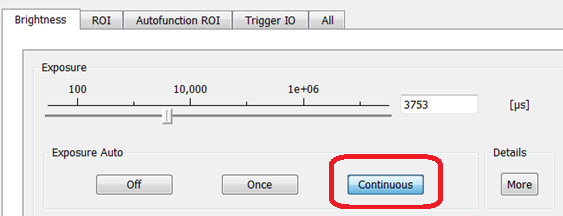 Brightness ROI Autofunction ROI Trigger IO All
Exposure
100 10,000 1e+06
3753 [µs]
Exposure Auto Details
Off Once Continuous More